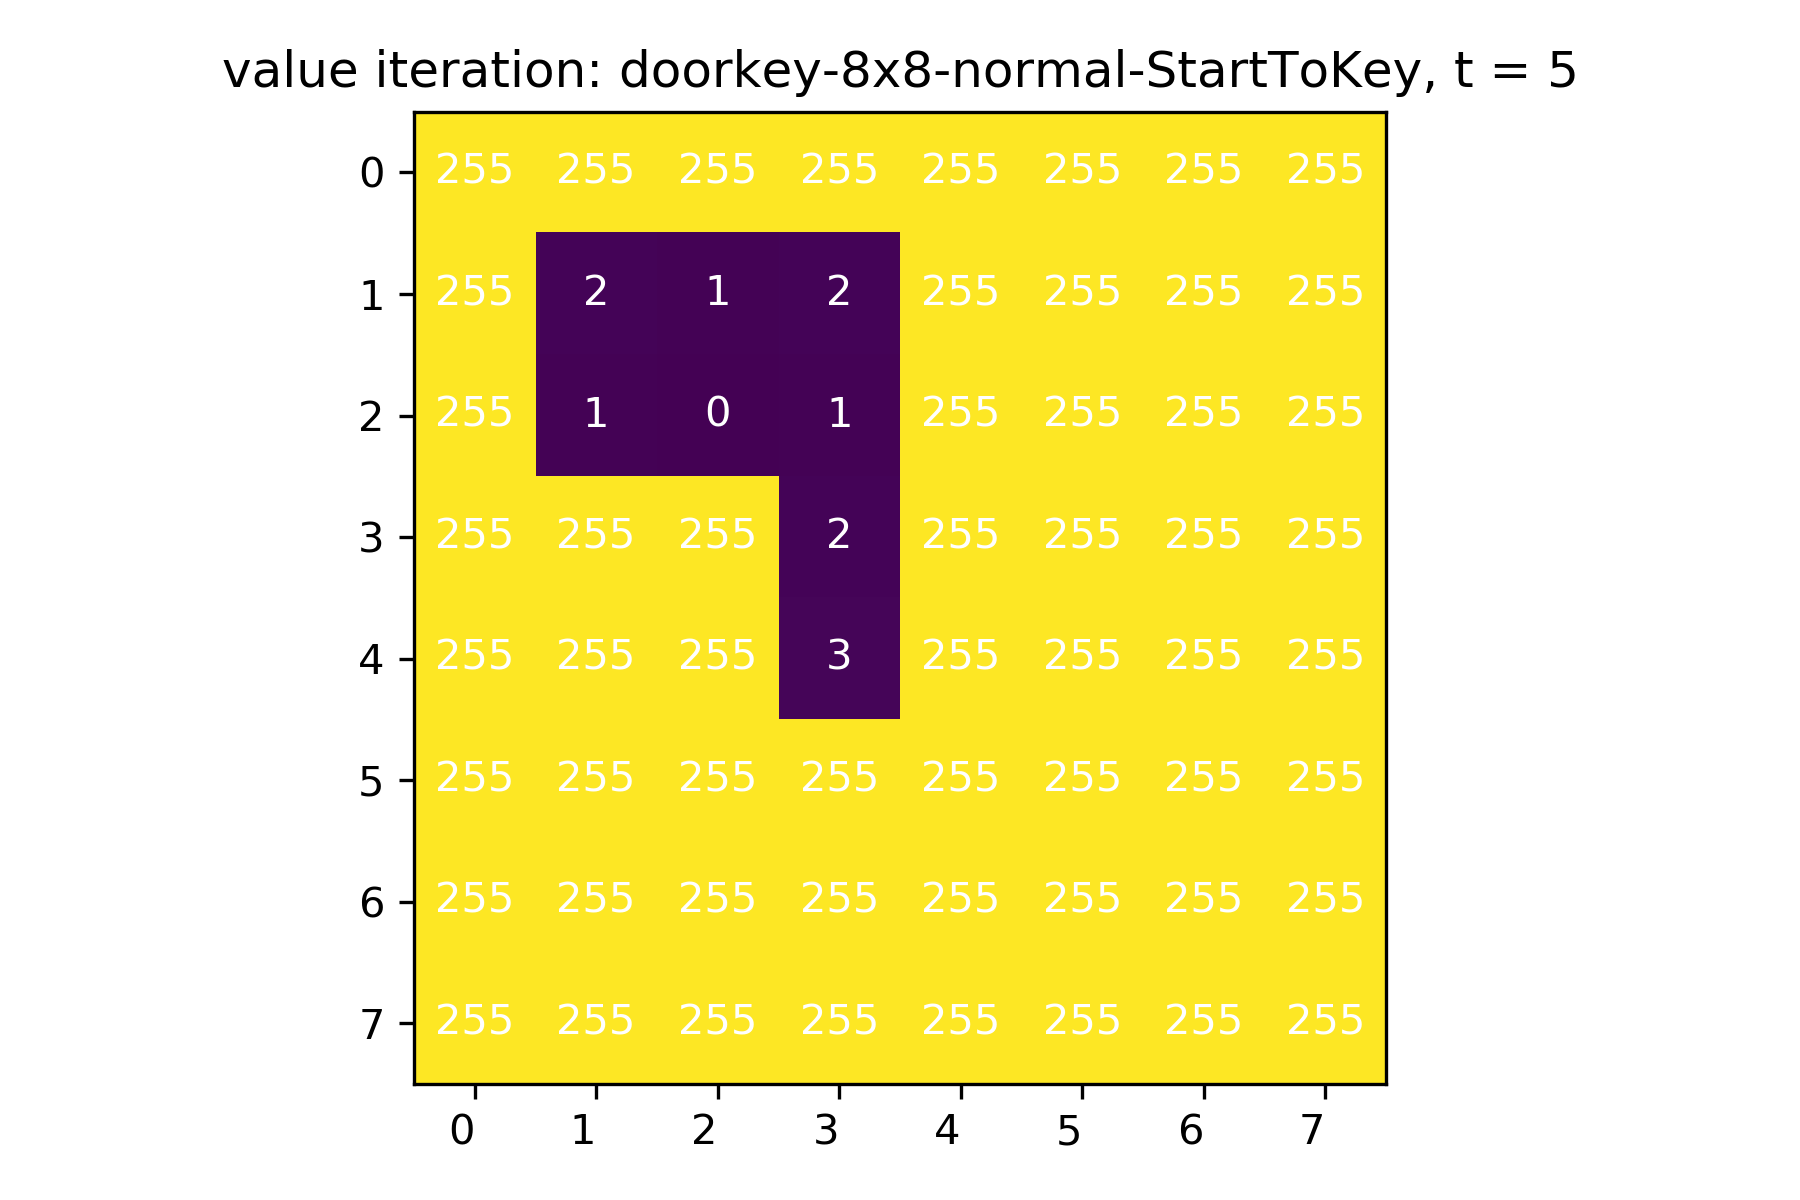 value iteration: doorkey-8x8-normal-StartToKey, t = 5
0 255 255 255 255 255 255 255 255
1 255 2 1 2 255 255 255 255
2 255 1 0 1 255 255 255 255
3 255 255 255 2 255 255 255 255
4 255 255 255 3 255 255 255 255
5 255 255 255 255 255 255 255 255
6 255 255 255 255 255 255 255 255
7 255 255 255 255 255 255 255 255
0 1 2 3 4 5 6 7